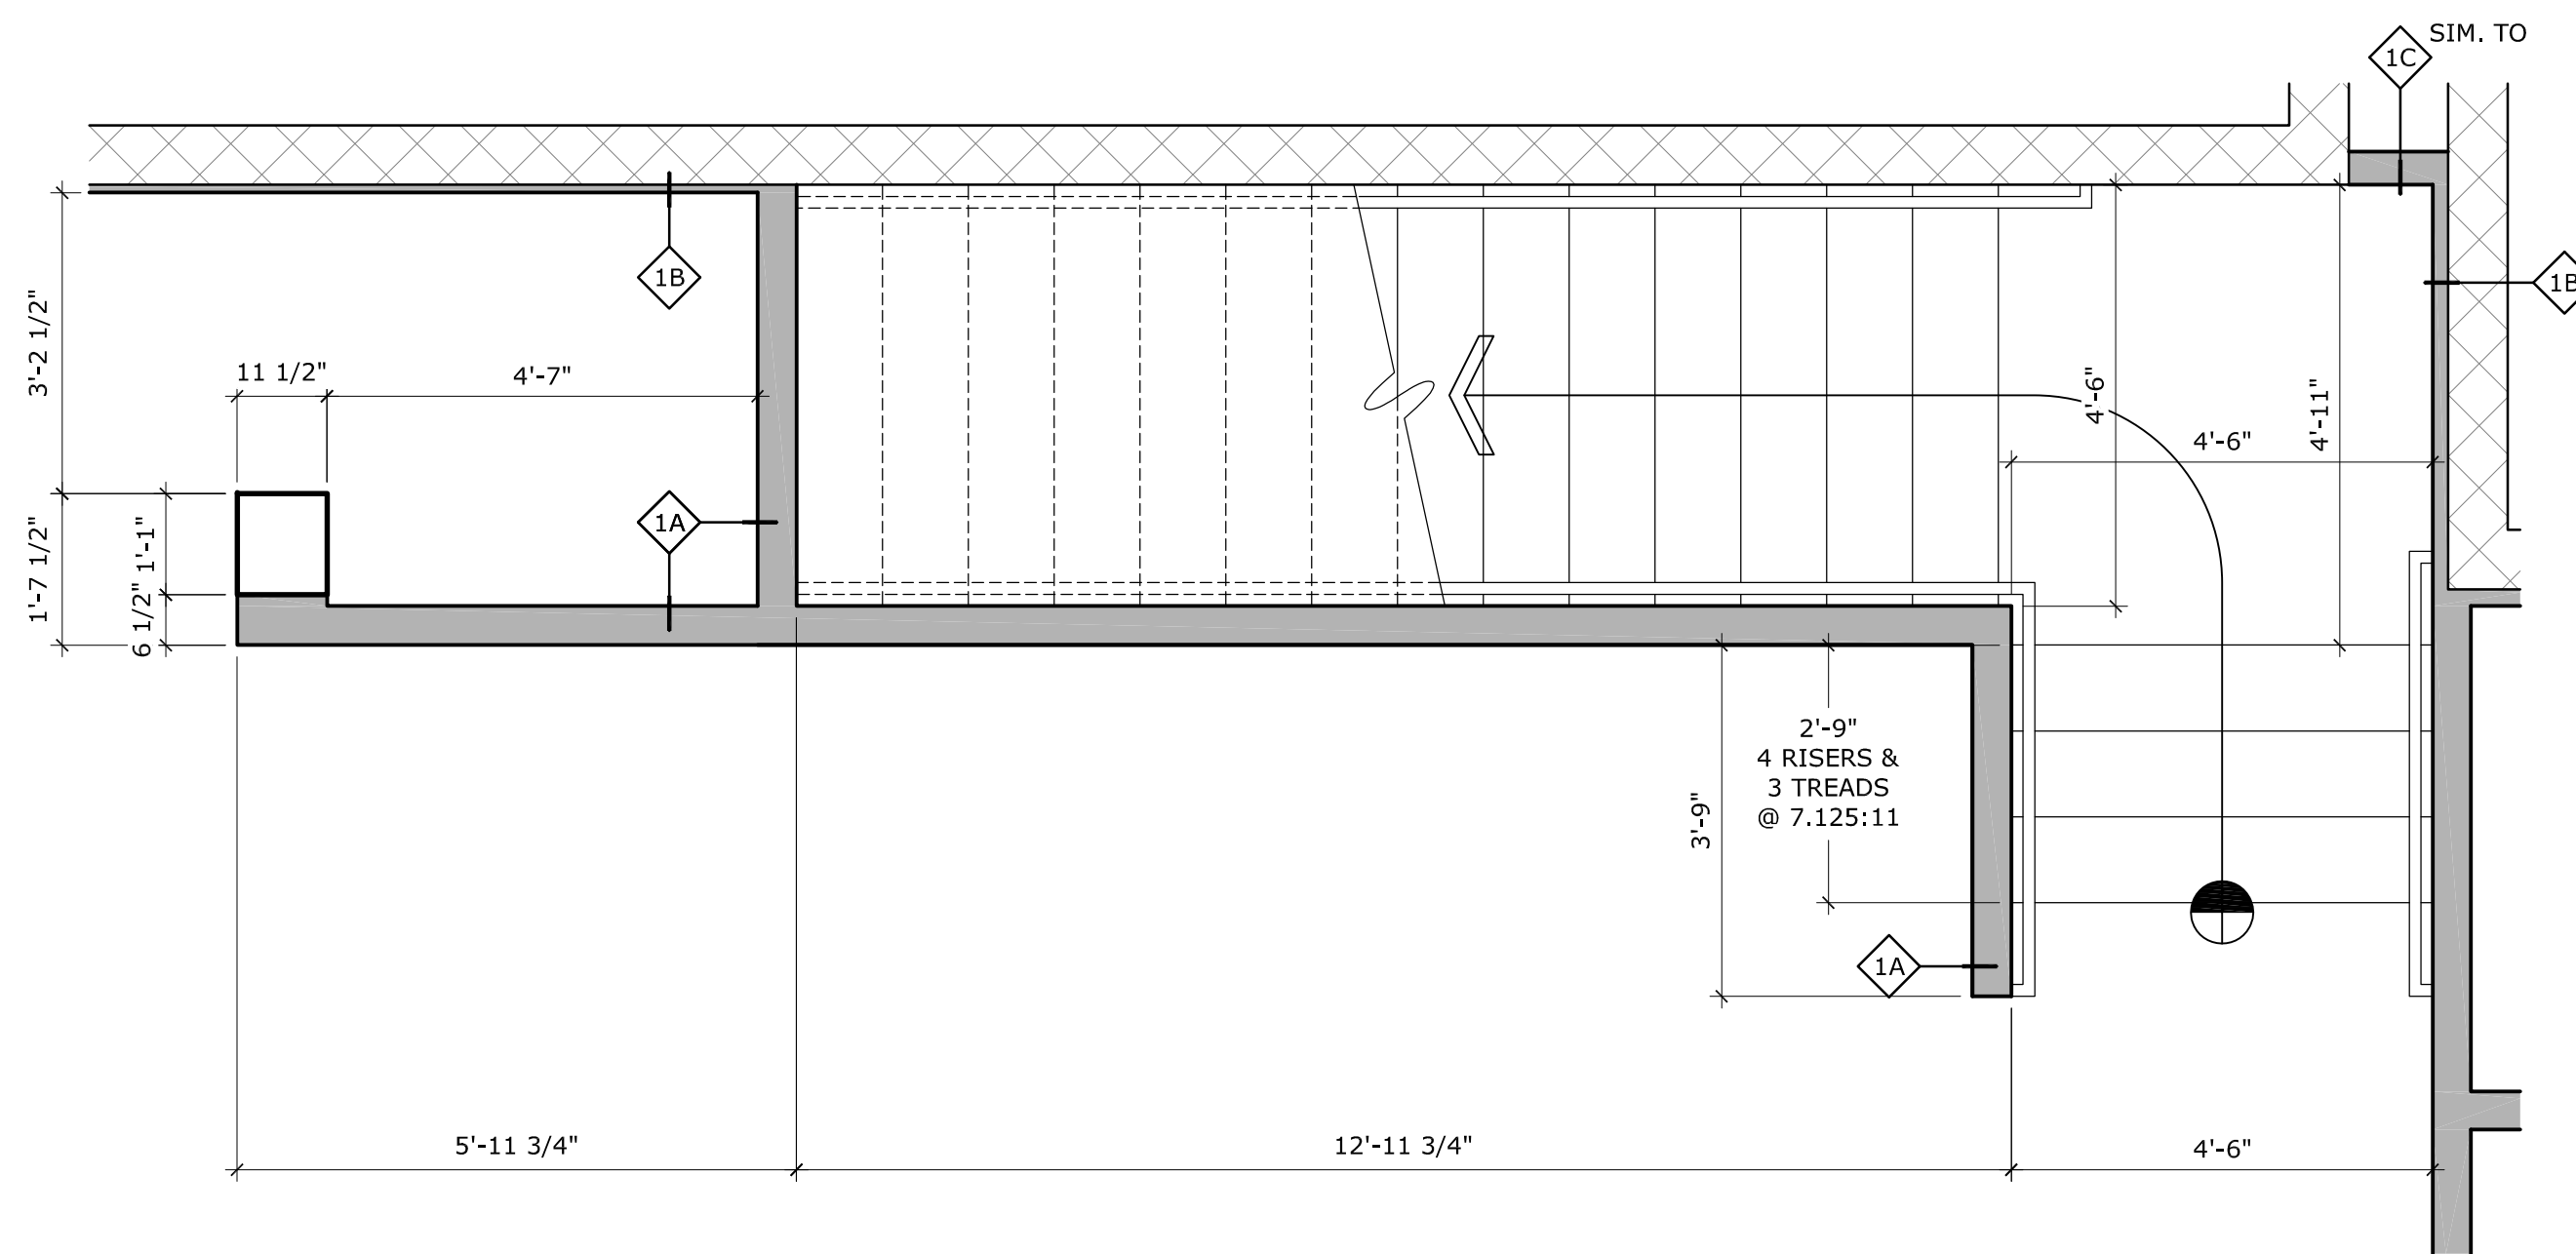 SIM. TO
1C
1B
1B
3'-2 1/2"
11 1/2"
4'-7"
4'-6"
4'-11"
4'-6"
1A
1'-7 1/2"
1'-1"
6 1/2"
2'-9"
4 RISERS &
3 TREADS
@ 7.125:11
3'-9"
1A
5'-11 3/4"
12'-11 3/4"
4'-6"